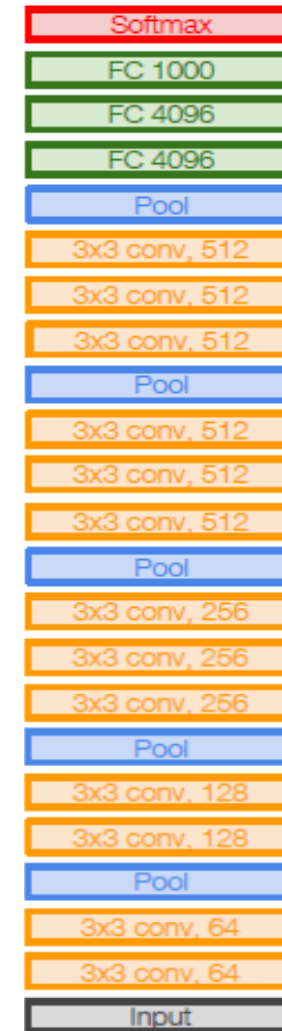 Softmax
FC 1000
FC 4096
FC 4096
Pool
3x3 conv, 512
3x3 conv, 512
3x3 conv, 512
Pool
3x3 conv, 512
3x3 conv, 512
3x3 conv, 512
Pool
3x3 conv, 256
3x3 conv, 256
3x3 conv, 256
Pool
3x3 conv, 128
3x3 conv, 128
Pool
3x3 conv, 64
3x3 conv, 64
Input